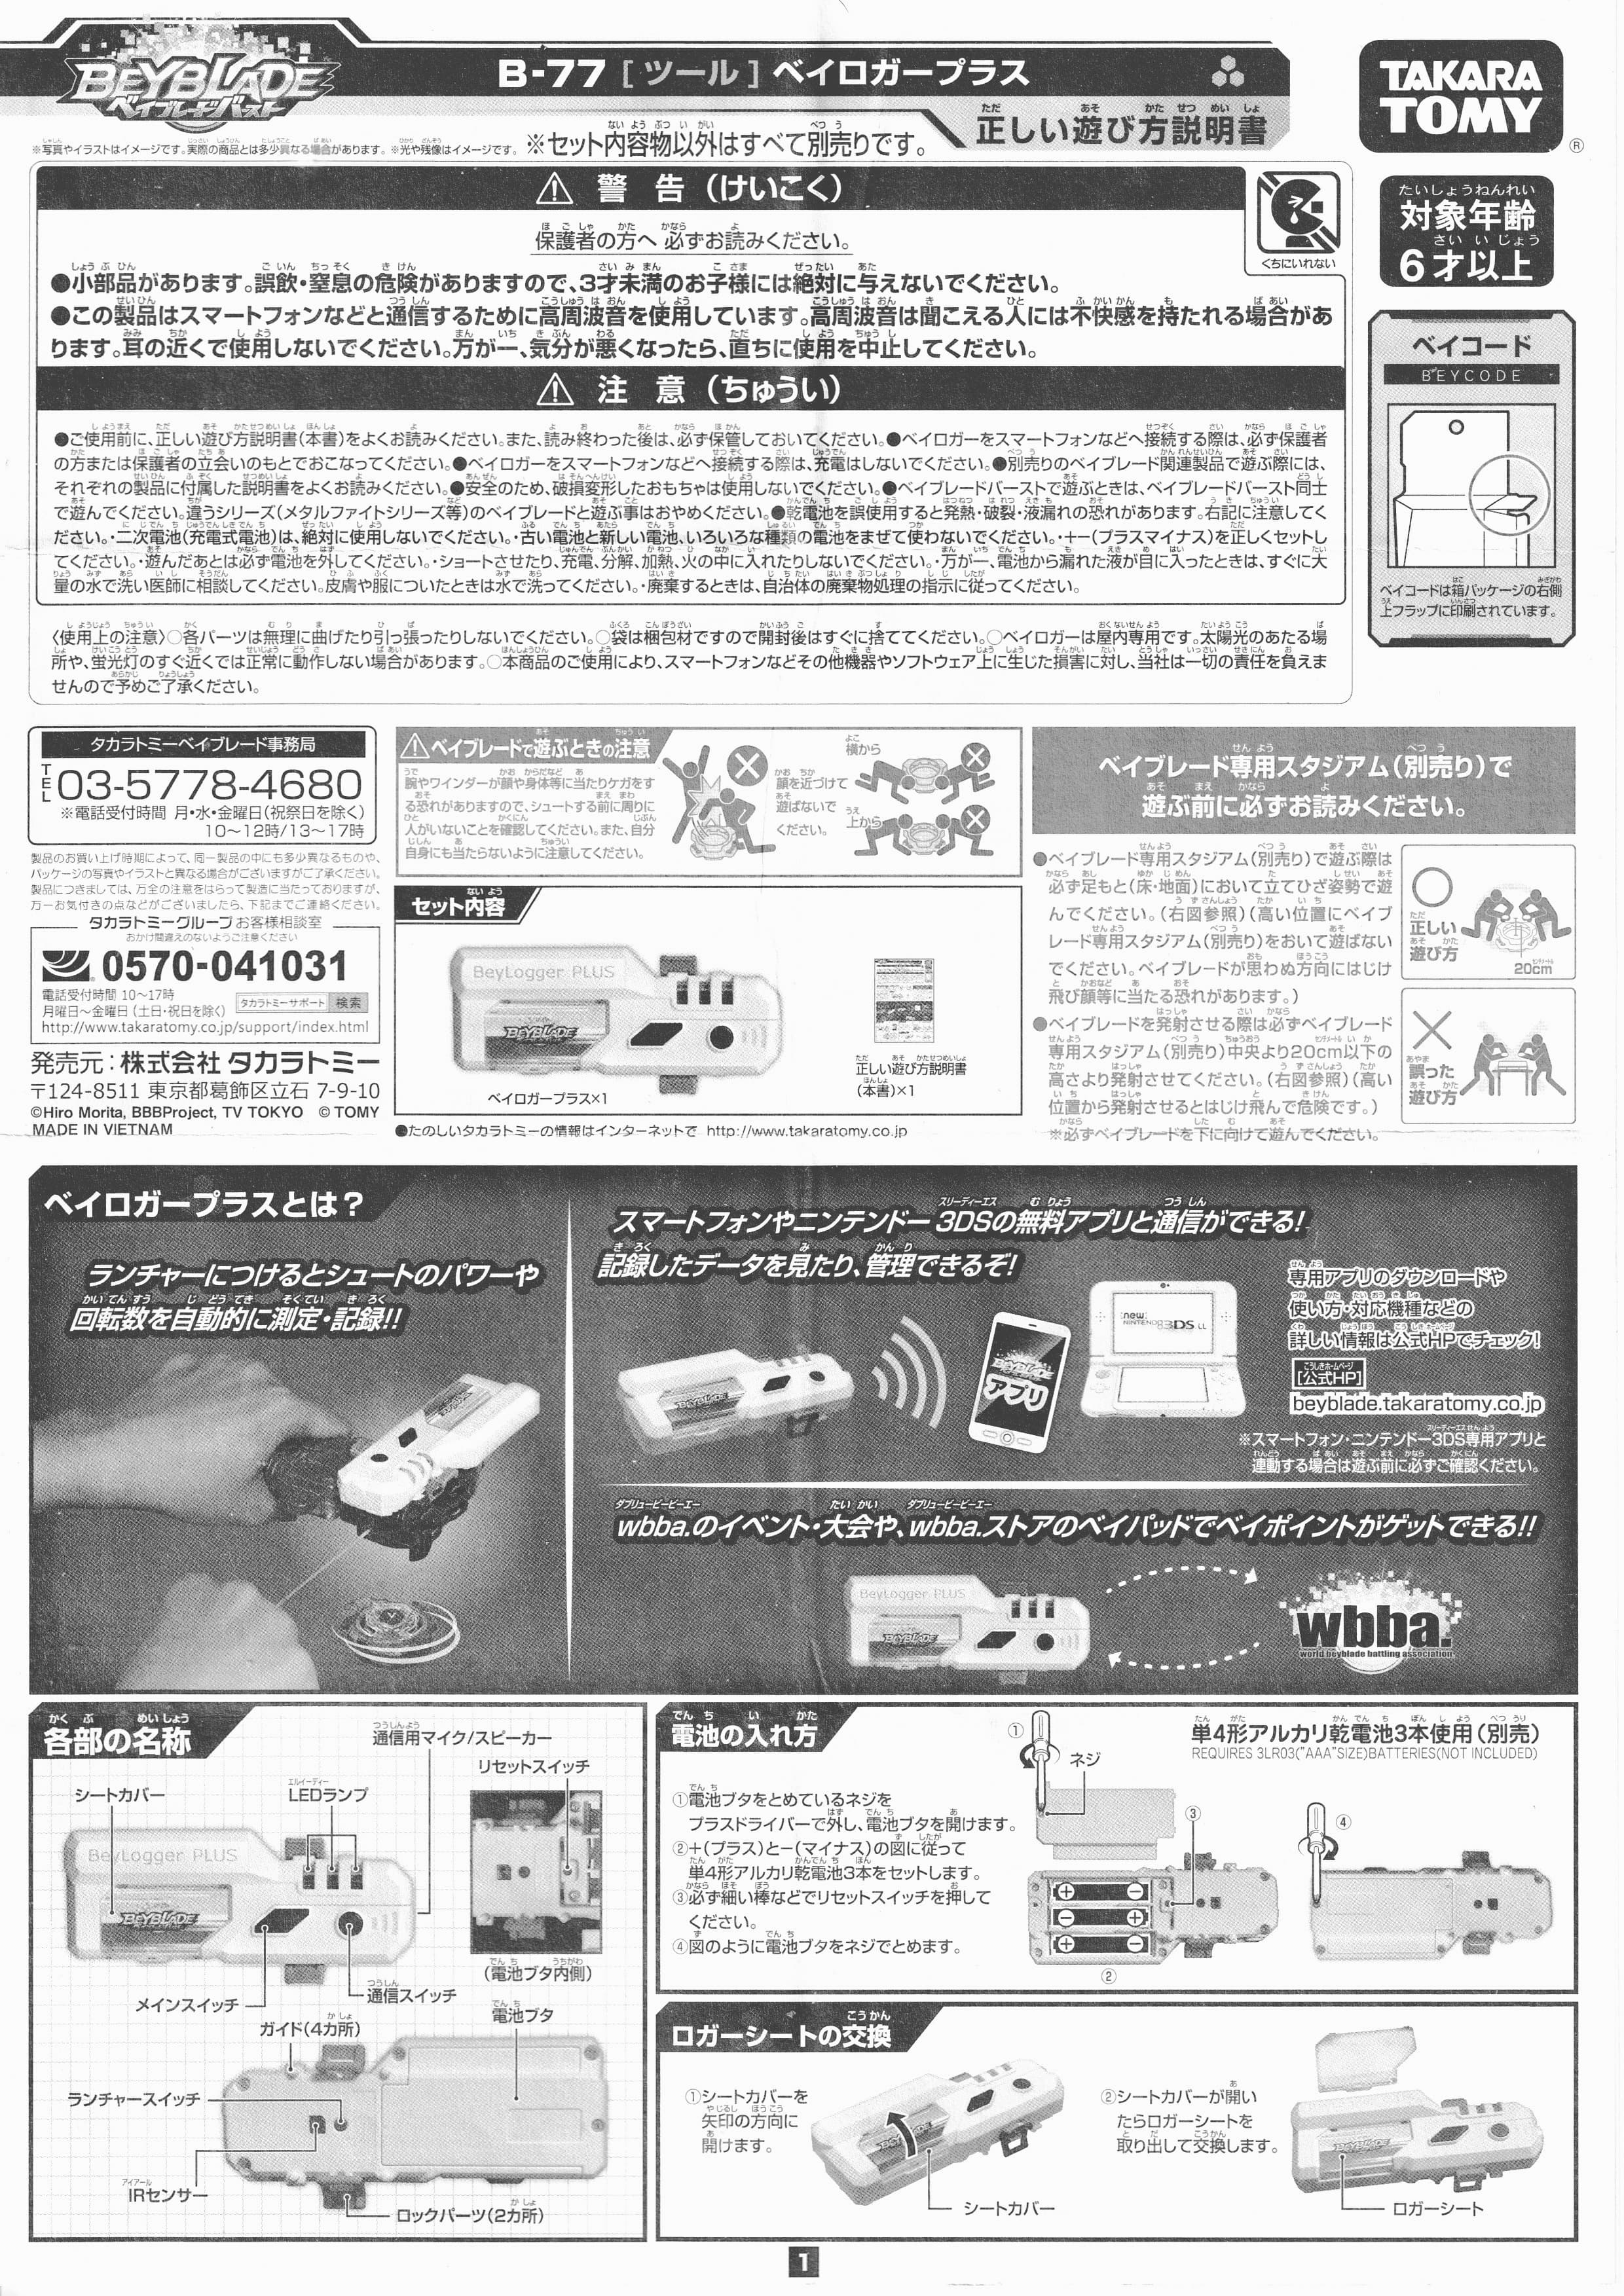 BEYBLADE
ベイブレードバースト
B-77 [ツール] ベイロガープラス
正しい遊び方説明書
TAKARA
TOMY
®
※写真やイラストはイメージです。実際の商品とは多少異なる場合があります。※光や残像はイメージです。
※セット内容物以外はすべて別売りです。
対象年齢
6才以上
警 告（けいこく）
くちにいれない
保護者の方へ 必ずお読みください。
●小部品があります。誤飲・窒息の危険がありますので、3才未満のお子様には絶対に与えないでください。
●この製品はスマートフォンなどと通信するために高周波音を使用しています。高周波音は聞こえる人には不快感を持たれる場合があ
ります。耳の近くで使用しないでください。万が一、気分が悪くなったら、直ちに使用を中止してください。
注 意（ちゅうい）
●ご使用前に、正しい遊び方説明書(本書)をよくお読みください。また、読み終わった後は、必ず保管しておいてください。●ベイロガーをスマートフォンなどへ接続する際は、必ず保護者
の方または保護者の立会いのもとでおこなってください。●ベイロガーをスマートフォンなどへ接続する際は、充電はしないでください。●別売りのベイブレード関連製品で遊ぶ際には、
それぞれの製品に付属した説明書をよくお読みください。●安全のため、破損変形したおもちゃは使用しないでください。●ベイブレードバーストで遊ぶときは、ベイブレードバースト同士
で遊んでください。違うシリーズ(メタルファイトシリーズ等)のベイブレードと遊ぶ事はおやめください。●乾電池を誤使用すると発熱・破裂・液漏れの恐れがあります。右記に注意してく
ださい。・二次電池(充電式電池)は、絶対に使用しないでください。・古い電池と新しい電池、いろいろな種類の電池をまぜて使わないでください。・+−(プラスマイナス)を正しくセットし
てください。・遊んだあとは必ず電池を外してください。・ショートさせたり、充電、分解、加熱、火の中に入れたりしないでください。・万が一、電池から漏れた液が目に入ったときは、すぐに大
量の水で洗い医師に相談してください。皮膚や服についたときは水で洗ってください。・廃棄するときは、自治体の廃棄物処理の指示に従ってください。
〈使用上の注意〉○各パーツは無理に曲げたり引っ張ったりしないでください。○袋は梱包材ですので開封後はすぐに捨ててください。○ベイロガーは屋内専用です。太陽光のあたる場
所や、蛍光灯のすぐ近くでは正常に動作しない場合があります。○本商品のご使用により、スマートフォンなどその他機器やソフトウェア上に生じた損害に対し、当社は一切の責任を負えま
せんので予めご了承ください。
ベイコード
BEYCODE
ベイコードは箱パッケージの右側
上フラップに印刷されています。
タカラトミーベイブレード事務局
TEL 03-5778-4680
※電話受付時間 月・水・金曜日(祝祭日を除く)
10〜12時/13〜17時
製品のお買い上げ時期によって、同一製品の中にも多少異なるものや、
パッケージの写真やイラストと異なる場合がございますがご了承ください。
製品につきましては、万全の注意をはらって製造に当たっておりますが、
万一お気付きの点などがございましたら、下記までご連絡ください。
タカラトミーグループ お客様相談室
おかけ間違えのないようご注意ください
0570-041031
電話受付時間 10〜17時
月曜日〜金曜日 (土日・祝日を除く)
タカラトミーサポート 検索
http://www.takaratomy.co.jp/support/index.html
発売元：株式会社 タカラトミー
〒124-8511 東京都葛飾区立石 7-9-10
©Hiro Morita, BBBProject, TV TOKYO © TOMY
MADE IN VIETNAM
ベイブレードで遊ぶときの注意
腕やワインダーが顔や身体等に当たりケガをす
る恐れがありますので、シュートする前に周りに
人がいないことを確認してください。また、自分
自身にも当たらないように注意してください。
顔を近づけて
遊ばないで
ください。
横から
上から
セット内容
BeyLogger PLUS
BEYBLADE
ベイロガープラス×1
正しい遊び方説明書
(本書)×1
●たのしいタカラトミーの情報はインターネットで http://www.takaratomy.co.jp
ベイブレード専用スタジアム(別売り)で
遊ぶ前に必ずお読みください。
●ベイブレード専用スタジアム(別売り)で遊ぶ際は
必ず足もと(床・地面)において立てひざ姿勢で遊
んでください。(右図参照)(高い位置にベイブ
レード専用スタジアム(別売り)をおいて遊ばない
でください。ベイブレードが思わぬ方向にはじけ
飛び顔等に当たる恐れがあります。)
●ベイブレードを発射させる際は必ずベイブレード
専用スタジアム(別売り)中央より20cm以下の
高さより発射させてください。(右図参照)(高い
位置から発射させるとはじけ飛んで危険です。)
※必ずベイブレードを下に向けて遊んでください。
正しい
遊び方
20cm
誤った
遊び方
ベイロガープラスとは？
ランチャーにつけるとシュートのパワーや
回転数を自動的に測定・記録!!
スマートフォンやニンテンドー3DSの無料アプリと通信ができる!
記録したデータを見たり、管理できるぞ!
BEYBLADE
アプリ
new
NINTENDO3DS LL
専用アプリのダウンロードや
使い方・対応機種などの
詳しい情報は公式HPでチェック!
[公式HP]
beyblade.takaratomy.co.jp
※スマートフォン・ニンテンドー3DS専用アプリと
連動する場合は遊ぶ前に必ずご確認ください。
wbba.のイベント・大会や、wbba.ストアのベイパッドでベイポイントがゲットできる!!
BeyLogger PLUS
BEYBLADE
wbba.
world beyblade battling association.
各部の名称
通信用マイク/スピーカー
リセットスイッチ
シートカバー
LEDランプ
BeyLogger PLUS
BEYBLADE
(電池ブタ内側)
メインスイッチ
通信スイッチ
ガイド(4カ所)
電池ブタ
ランチャースイッチ
IRセンサー
ロックパーツ(2カ所)
電池の入れ方
単4形アルカリ乾電池3本使用(別売)
REQUIRES 3LR03("AAA"SIZE)BATTERIES(NOT INCLUDED)
①電池ブタをとめているネジを
プラスドライバーで外し、電池ブタを開けます。
②+(プラス)と−(マイナス)の図に従って
単4形アルカリ乾電池3本をセットします。
③必ず細い棒などでリセットスイッチを押して
ください。
④図のように電池ブタをネジでとめます。
①
ネジ
③
②
④
ロガーシートの交換
①シートカバーを
矢印の方向に
開けます。
シートカバー
②シートカバーが開い
たらロガーシートを
取り出して交換します。
ロガーシート
1